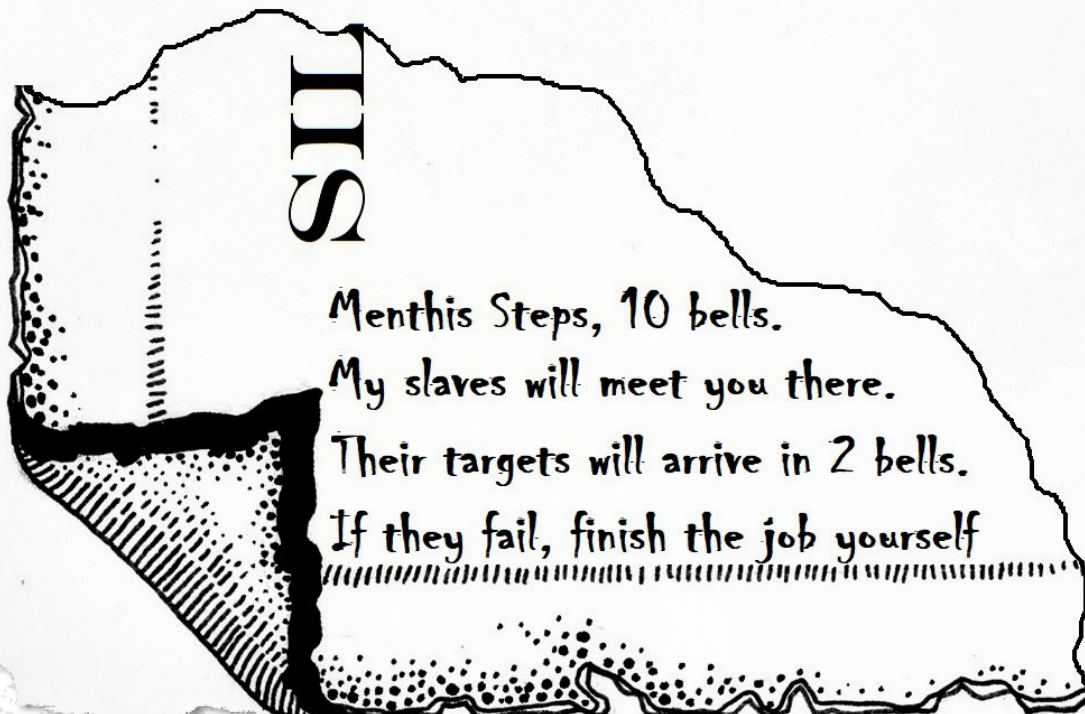 SIL
Menthis Steps, 10 bells.
My slaves will meet you there.
Their targets will arrive in 2 bells.
If they fail, finish the job yourself